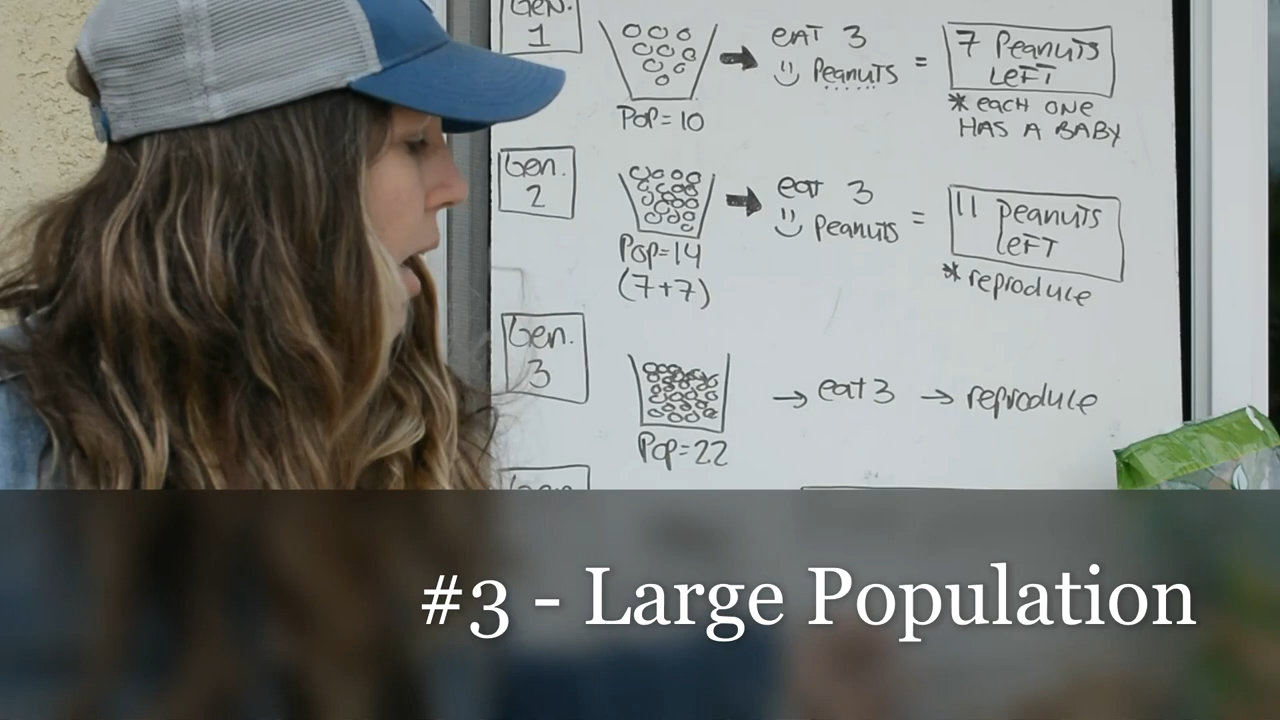 Gen.
1
Pop=10
eat 3
Peanuts
=
7 Peanuts
Left
* each one
has a baby
Gen.
2
Pop=14
(7+7)
eat 3
Peanuts
=
11 peanuts
Left
* reproduce
Gen.
3
Pop=22
→ eat 3 → reproduce
Gen.
#3 - Large Population